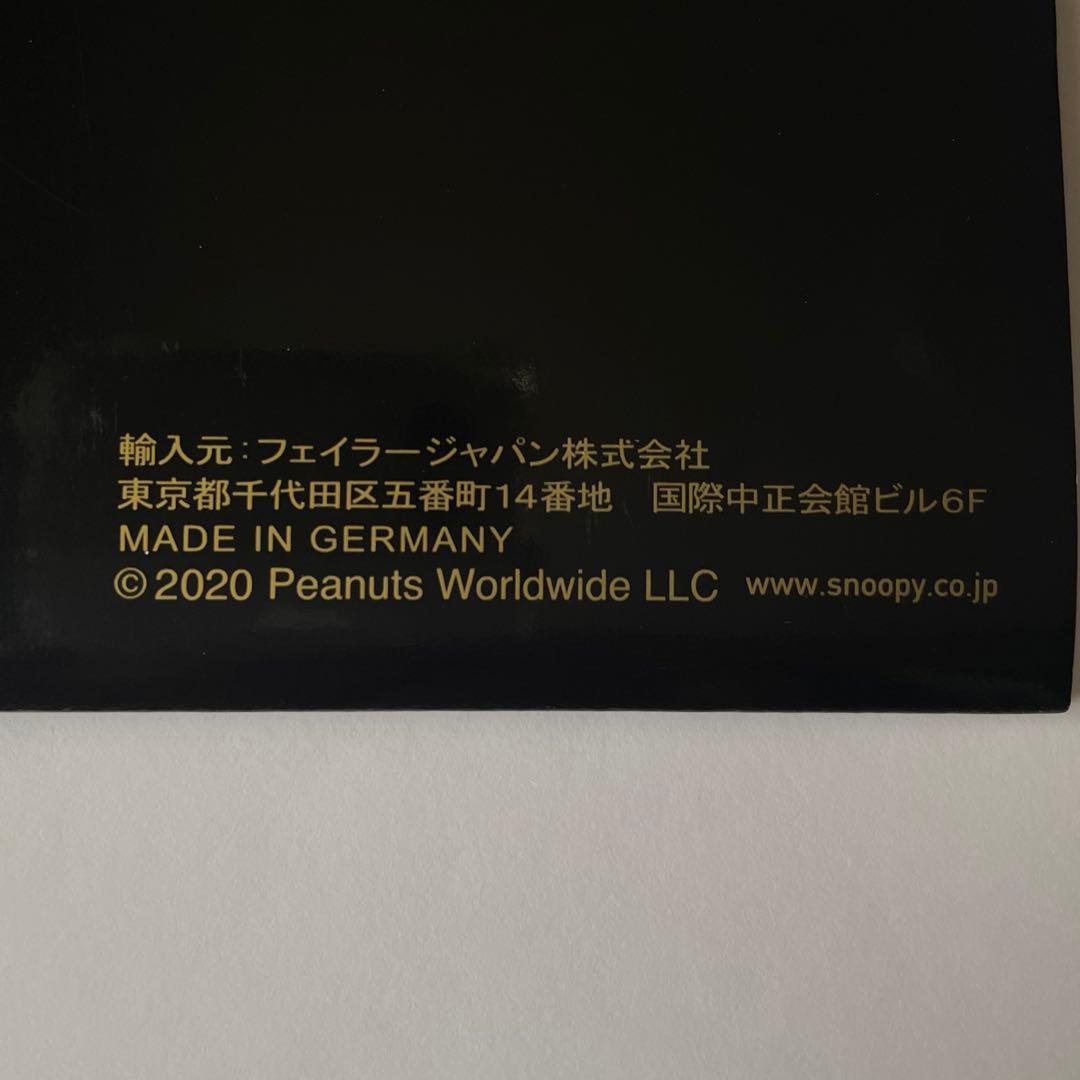 輸入元:フェイラージャパン株式会社
東京都千代田区五番町14番地　国際中正会館ビル6F
MADE IN GERMANY
©2020 Peanuts Worldwide LLC www.snoopy.co.jp